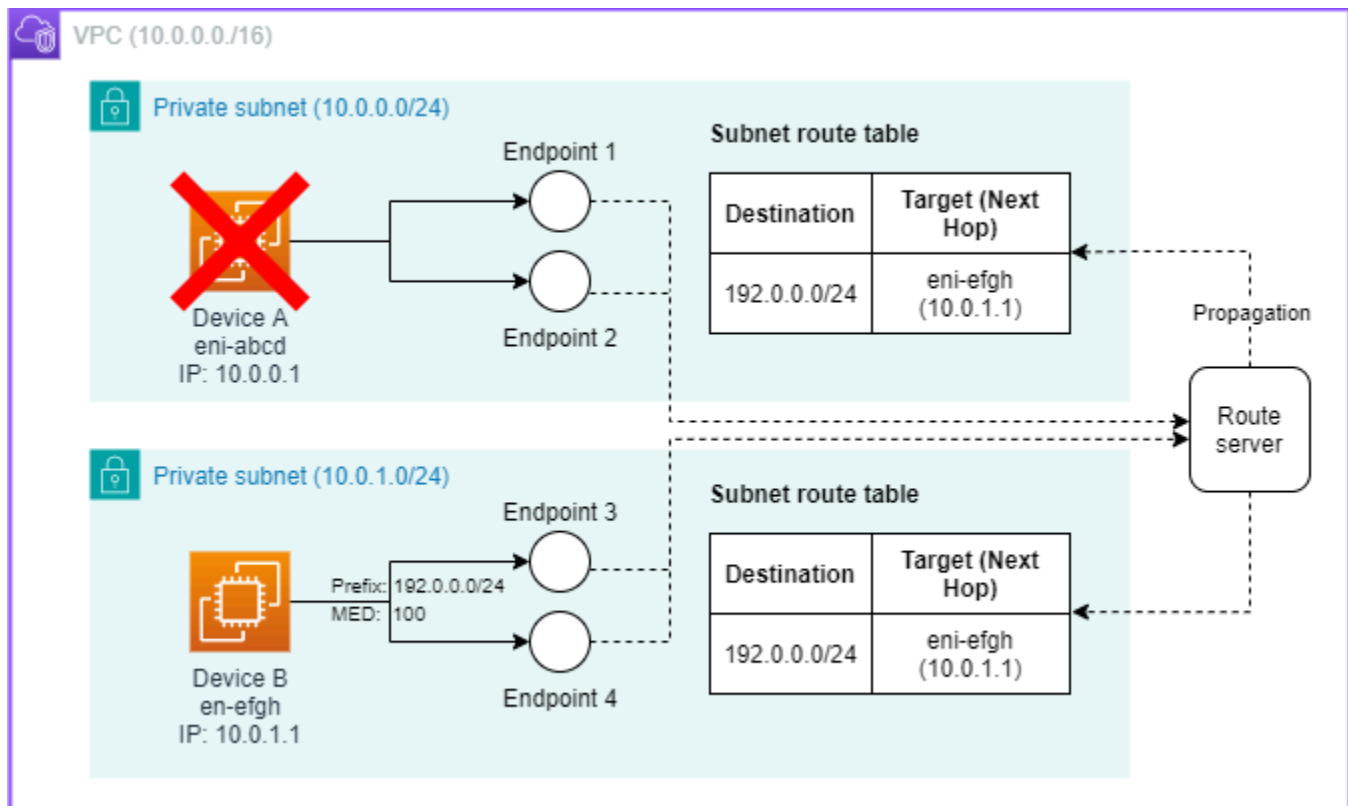 VPC (10.0.0.0./16)
Private subnet (10.0.0.0/24)
Endpoint 1
Endpoint 2
Device A
eni-abcd
IP: 10.0.0.1
Subnet route table
Destination
Target (Next
Hop)
192.0.0.0/24
eni-efgh
(10.0.1.1)
Propagation
Route
server
Private subnet (10.0.1.0/24)
Endpoint 3
Prefix: 192.0.0.0/24
MED: 100
Endpoint 4
Device B
en-efgh
IP: 10.0.1.1
Subnet route table
Destination
Target (Next
Hop)
192.0.0.0/24
eni-efgh
(10.0.1.1)